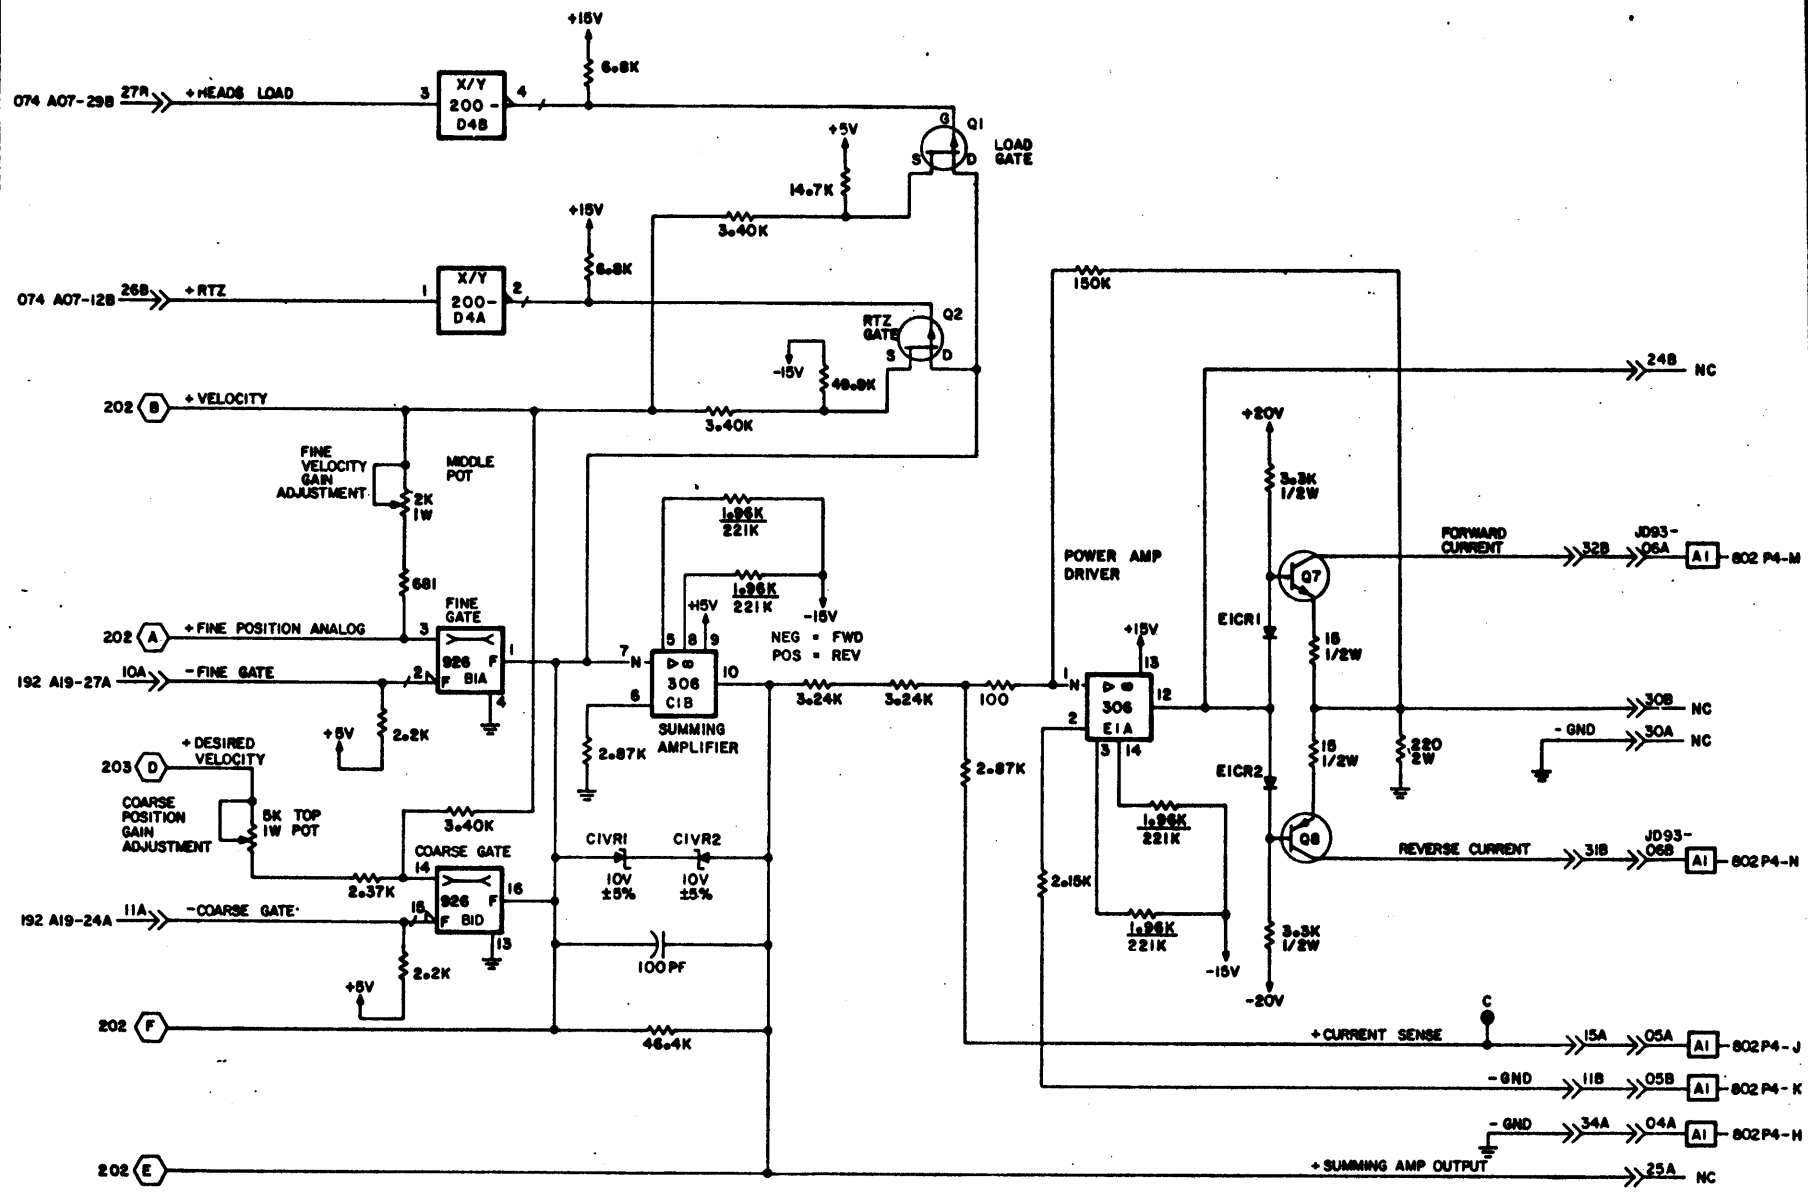 +15V
6.8K
074 A07-29B
27R
+HEADS LOAD
3
X/Y
200-
D4B
4
G
Q1
LOAD
GATE
S
D
+5V
14.7K
3.40K
+15V
6.8K
074 A07-12B
26B
+RTZ
1
X/Y
200-
D4A
2
RTZ
GATE
Q2
S
D
-15V
49.9K
150K
202
B
+VELOCITY
3.40K
24B
NC
FINE
VELOCITY
GAIN
ADJUSTMENT
MIDDLE
POT
2K
1W
681
+20V
3.3K
1/2W
1.96K
221K
1.96K
221K
+15V
-15V
NEG = FWD
POS = REV
POWER AMP
DRIVER
FORWARD
CURRENT
32B
JD93-
06A
A1
802 P4-M
Q7
E1CR1
15
1/2W
FINE
GATE
202
A
+FINE POSITION ANALOG
3
926 F
F B1A
1
4
192 A19-27A
10A
-FINE GATE
2
+5V
2.2K
5
8
9
7
N
6
306
C1B
10
SUMMING
AMPLIFIER
2.87K
3.24K
3.24K
100
1
N
2
306
E1A
+15V
13
12
3
14
30B
NC
-GND
30A
NC
15
1/2W
220
2W
E1CR2
203
D
+DESIRED
VELOCITY
COARSE
POSITION
GAIN
ADJUSTMENT
5K TOP
1W POT
3.40K
2.87K
1.96K
221K
1.96K
221K
-15V
2.15K
Q8
REVERSE CURRENT
31B
JD93-
06B
A1
802P4-N
3.3K
1/2W
-20V
COARSE GATE
2.37K
14
926 F
F B1D
16
13
15
192 A19-24A
11A
-COARSE GATE
+5V
2.2K
C1VR1
10V
±5%
C1VR2
10V
±5%
100PF
202
F
46.4K
C
+CURRENT SENSE
15A
05A
A1
802P4-J
-GND
11B
05B
A1
802P4-K
-GND
34A
04A
A1
802P4-H
202
E
+SUMMING AMP OUTPUT
25A
NC